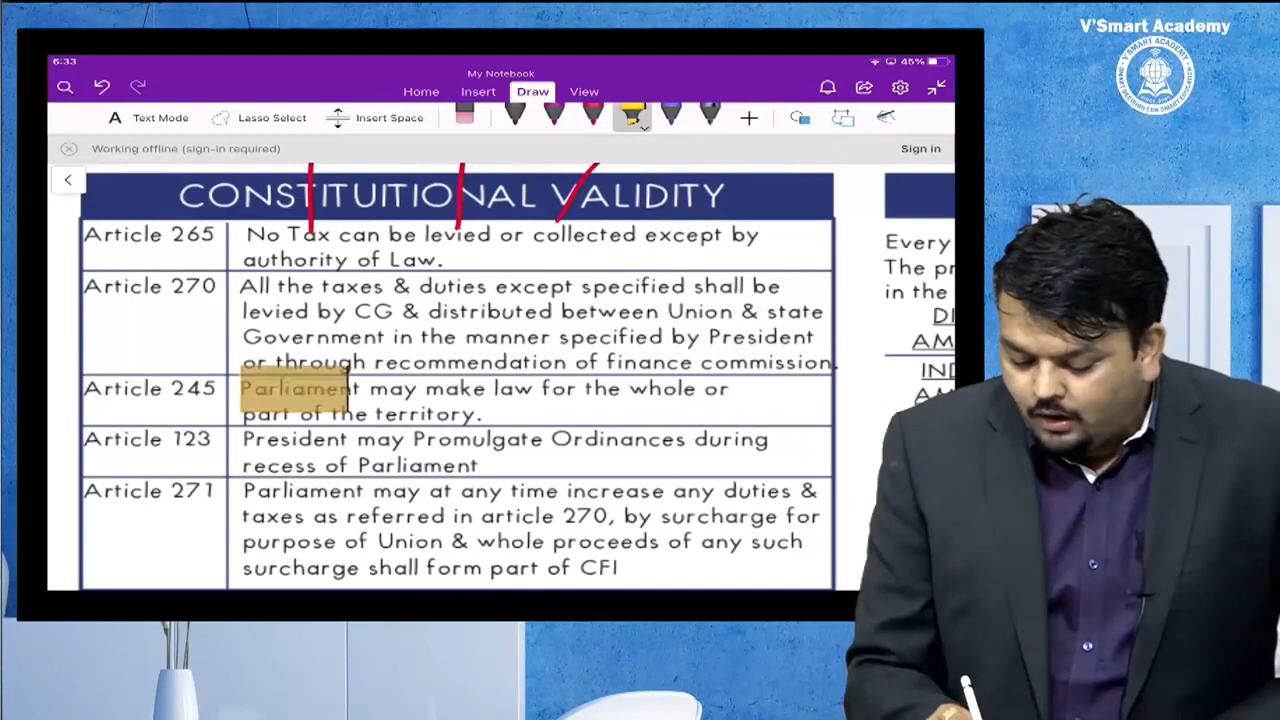 V'Smart Academy
6:33
45%
My Notebook
Home Insert Draw View
Text Mode Lasso Select Insert Space
Working offline (sign-in required) Sign in
CONSTITUITIONAL VALIDITY
Article 265 No Tax can be levied or collected except by
authority of Law.
Article 270 All the taxes & duties except specified shall be
levied by CG & distributed between Union & state
Government in the manner specified by President
or through recommendation of finance commission.
Article 245 Parliament may make law for the whole or
part of the territory.
Article 123 President may Promulgate Ordinances during
recess of Parliament
Article 271 Parliament may at any time increase any duties &
taxes as referred in article 270, by surcharge for
purpose of Union & whole proceeds of any such
surcharge shall form part of CFI
Every
The
in the